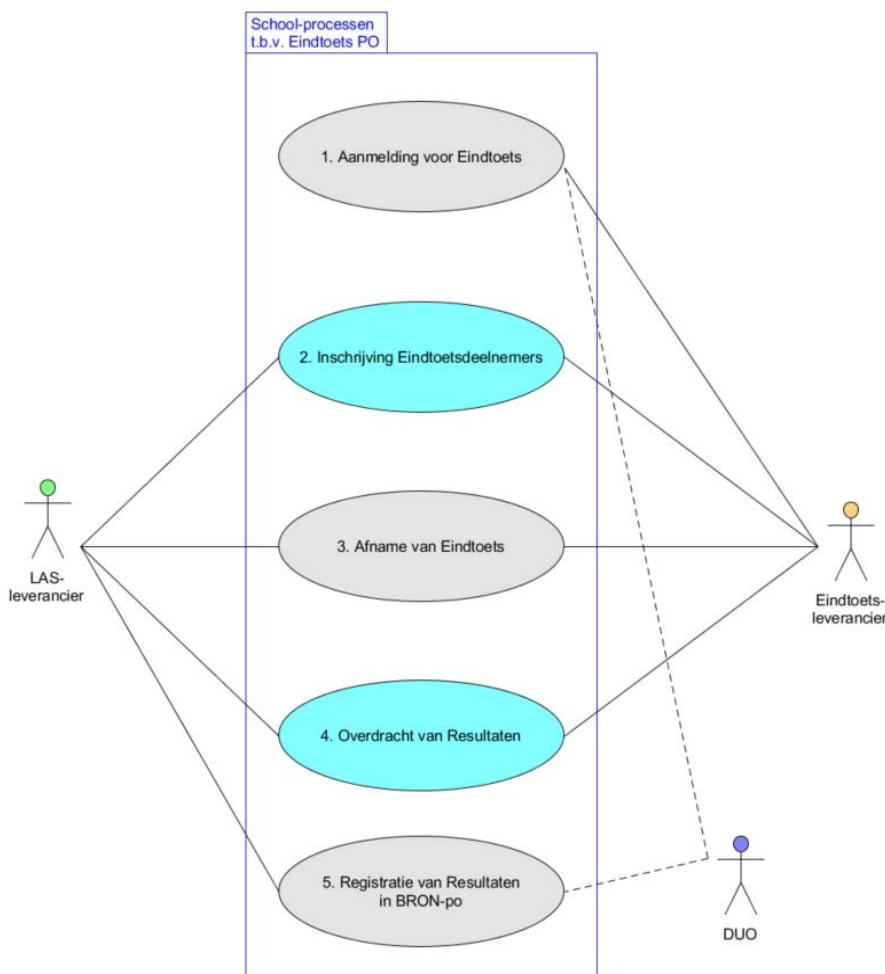 School-processen
t.b.v. Eindtoets PO
1. Aanmelding voor Eindtoets
2. Inschrijving Eindtoetsdeelnemers
3. Afname van Eindtoets
LAS-
leverancier
Eindtoets-
leverancier
4. Overdracht van Resultaten
5. Registratie van Resultaten
in BRON-po
DUO